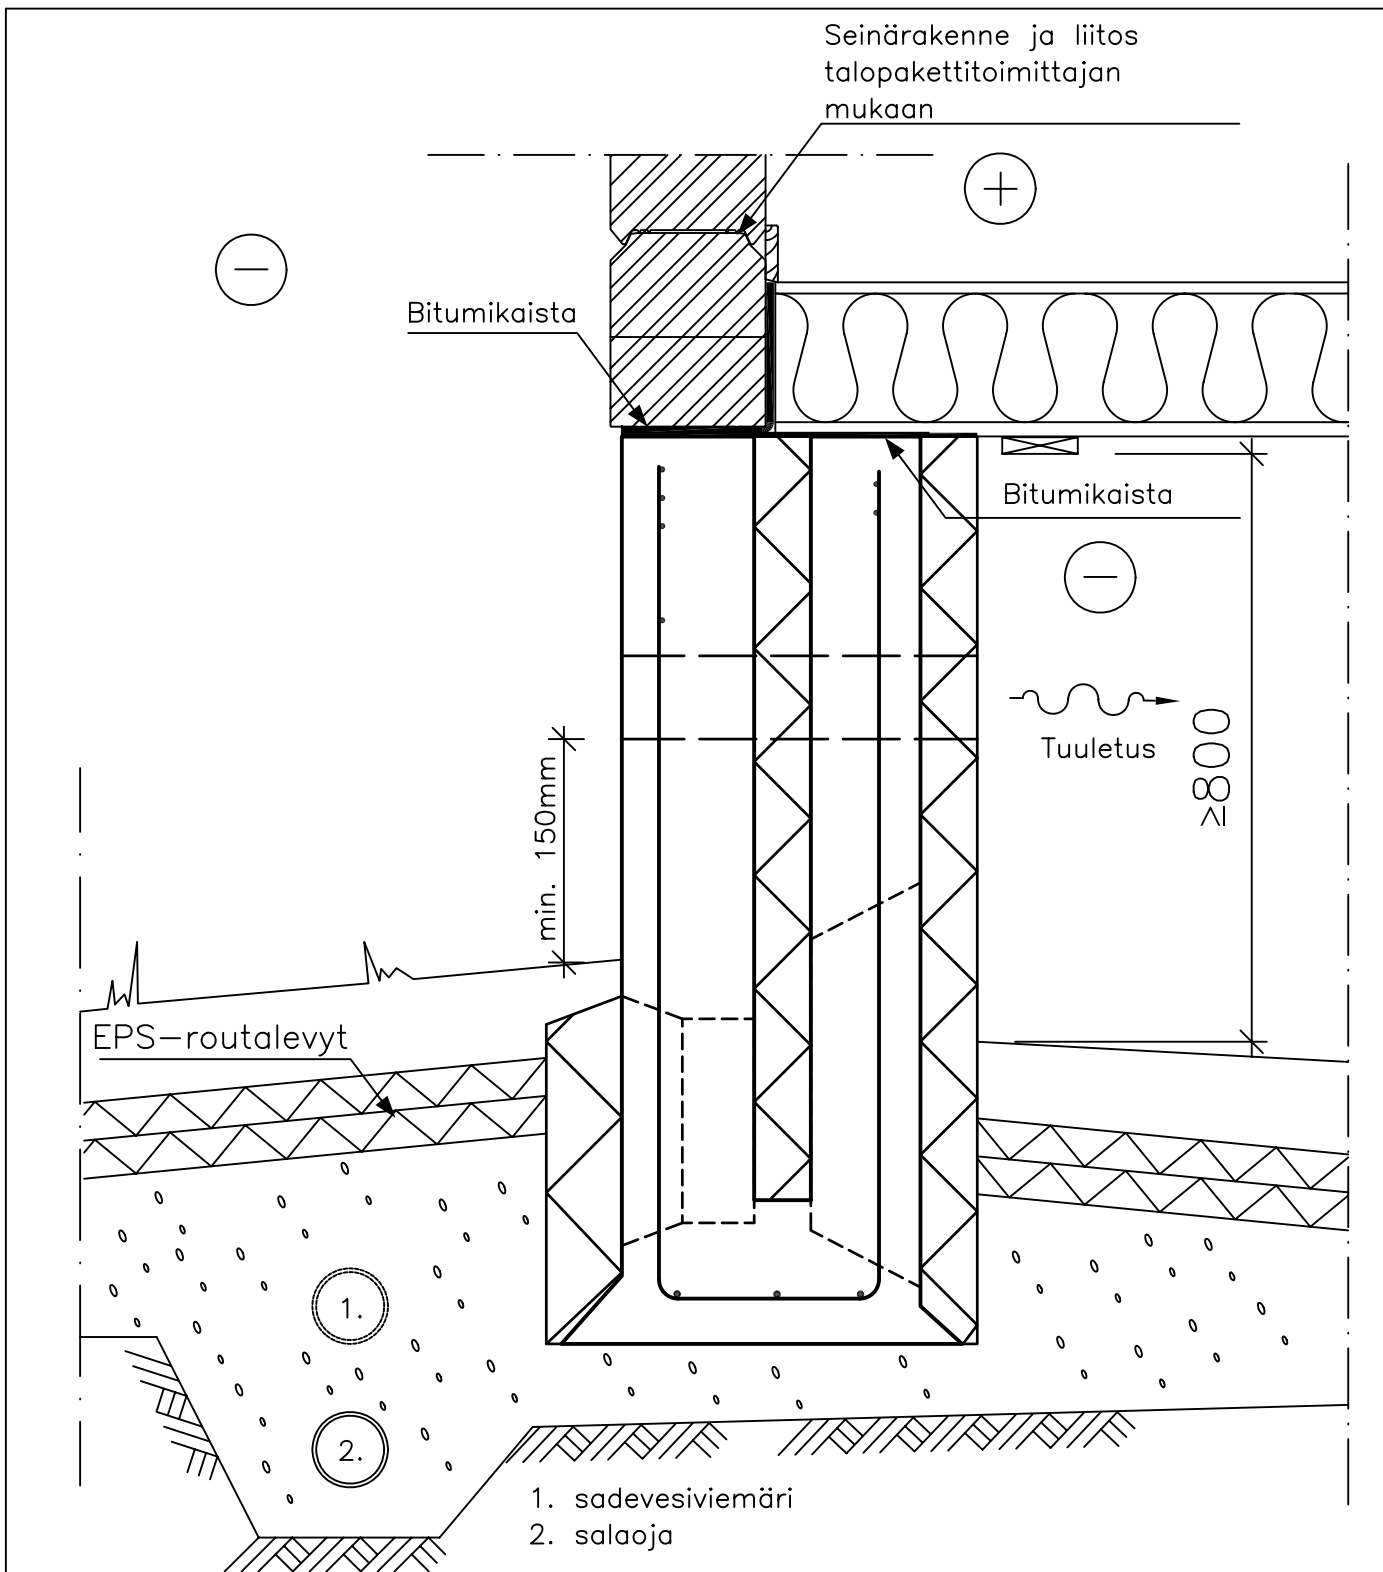 Seinärakenne ja liitos
talopakettitoimittajan
mukaan
+
−
Bitumikaista
Bitumikaista
−
Tuuletus
≥800
min. 150mm
EPS−routalevyt
1.
2.
1. sadevesiviemäri
2. salaoja